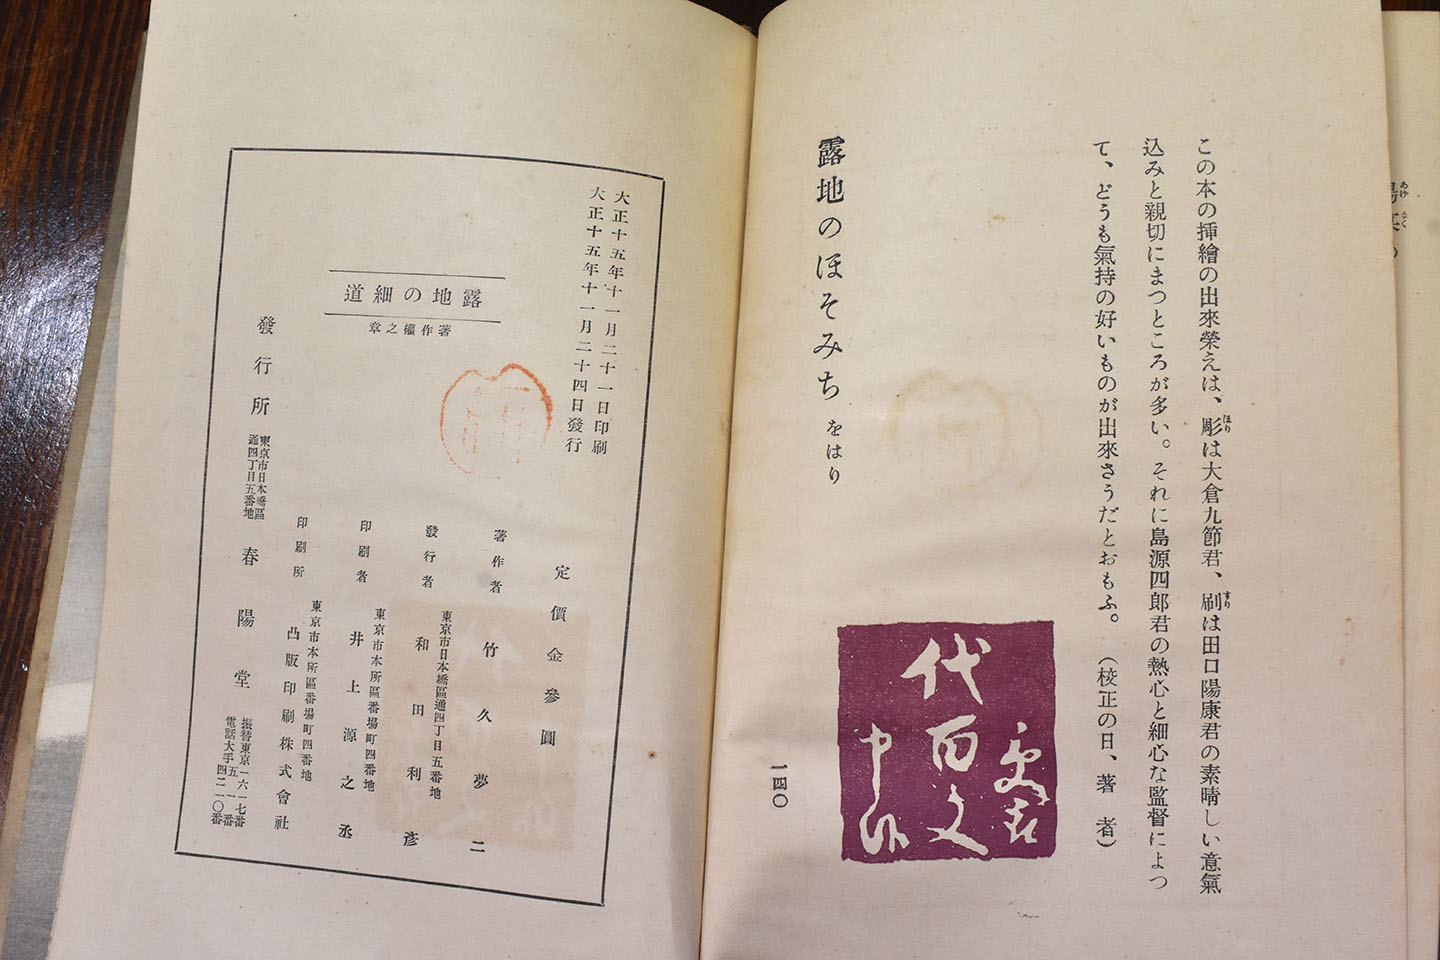 この本の挿繪の出來榮えは、彫は大倉九節君、刷は田口陽康君の素晴しい意氣
ほり
すり
込みと親切にまつところが多い。それに島源四郎君の熱心と細心な監督によつ
て、どうも氣持の好いものが出來さうだとおもふ。（校正の日、著者）
露地のほそみち をはり
代百文
一四〇
大正十五年十一月二十一日印刷
大正十五年十一月二十四日發行
露地の細道
著作權之章
定價金參圓
著作者 竹久夢二
東京市日本橋區通四丁目五番地
發行者 和田利彥
東京市本所區番場町四番地
印刷者 井上源之丞
東京市本所區番場町四番地
印刷所 凸版印刷株式會社
發行所 東京市日本橋區通四丁目五番地 春陽堂
振替東京一六一七番
電話大手 五一番 四二一〇番